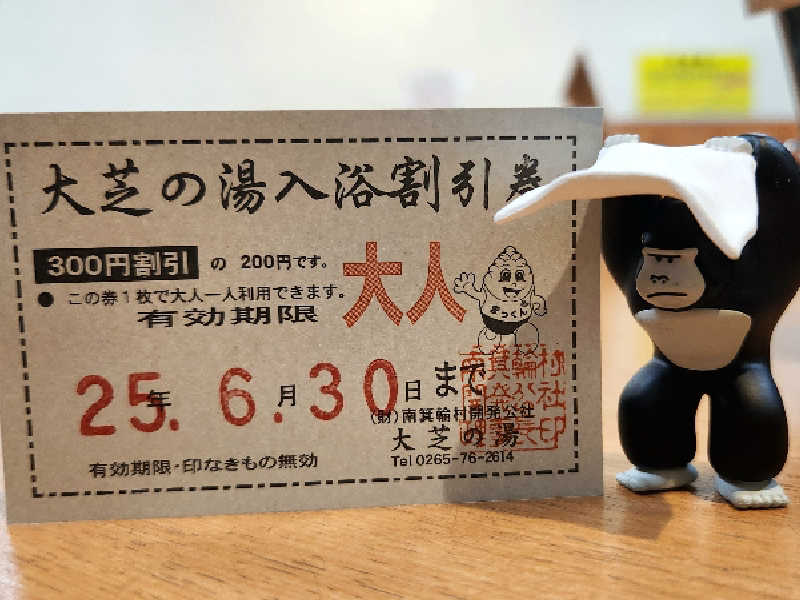 大芝の湯入浴割引券
300円割引 の 200円です。
大人
● この券1枚で大人一人利用できます。
有効期限
まっくん
25年 6月30日まで
(財)南箕輪村開発公社
大芝の湯
有効期限・印なきもの無効
Tel 0265-76-2614